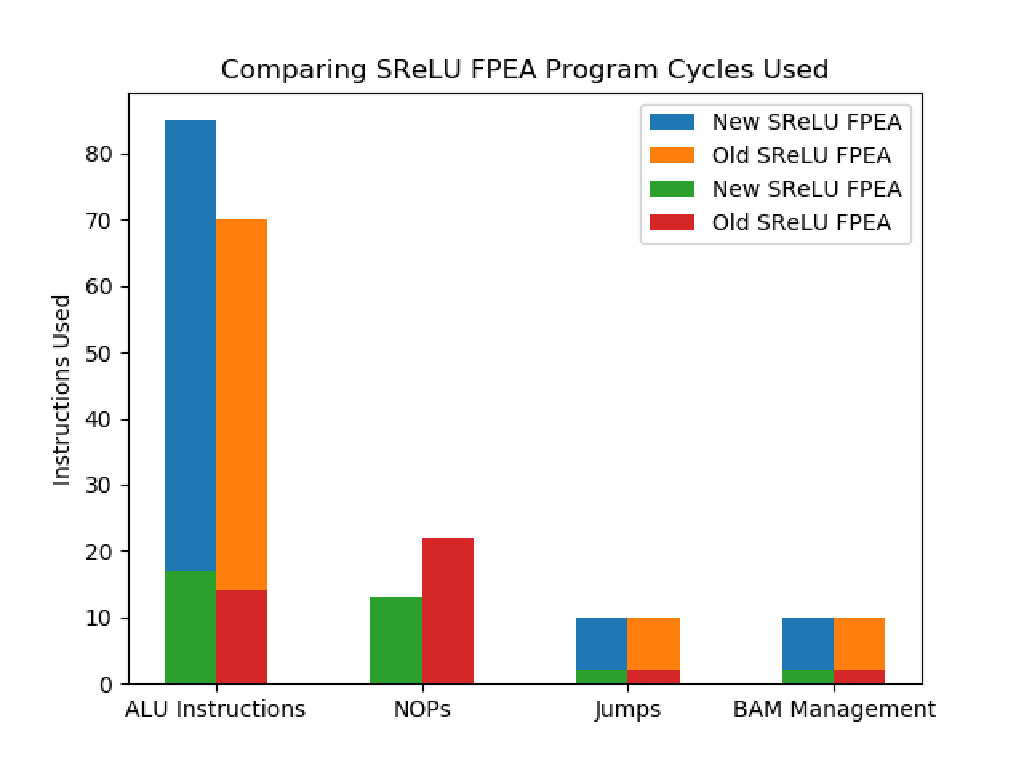 Comparing SReLU FPEA Program Cycles Used
New SReLU FPEA
Old SReLU FPEA
New SReLU FPEA
Old SReLU FPEA
Instructions Used
80
70
60
50
40
30
20
10
0
ALU Instructions
NOPs
Jumps
BAM Management